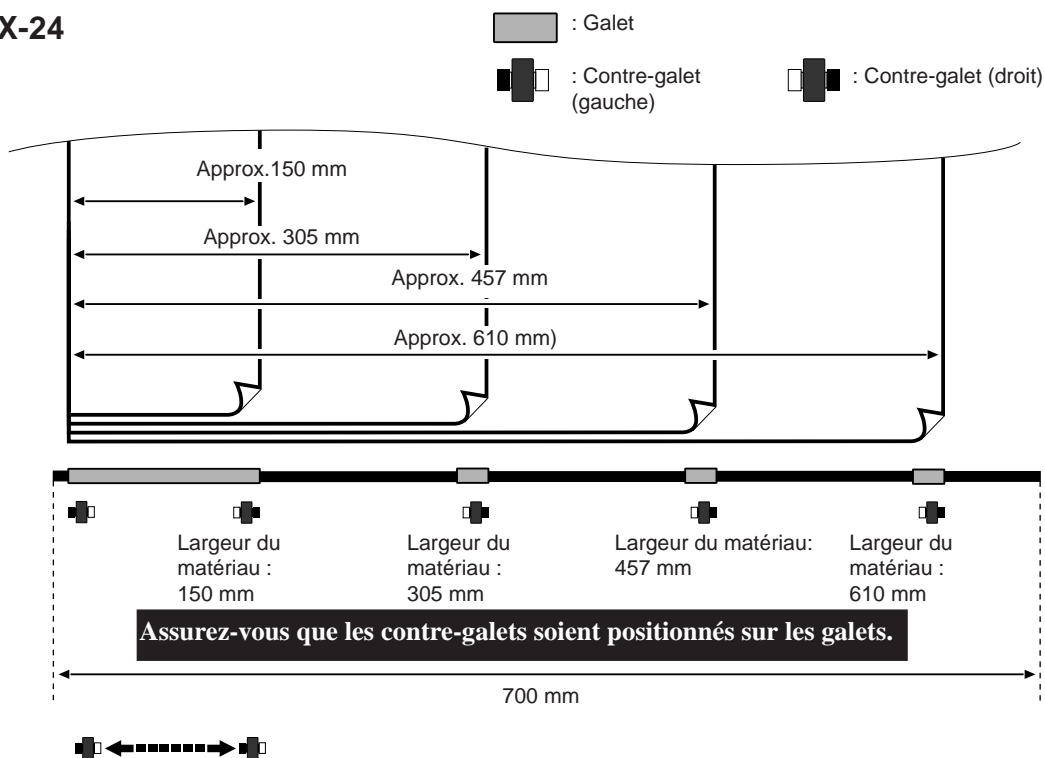 X-24
: Galet
: Contre-galet
(gauche)
: Contre-galet (droit)
Approx.150 mm
Approx. 305 mm
Approx. 457 mm
Approx. 610 mm)
Largeur du
matériau :
150 mm
Largeur du
matériau :
305 mm
Largeur du matériau:
457 mm
Largeur du
matériau :
610 mm
Assurez-vous que les contre-galets soient positionnés sur les galets.
700 mm